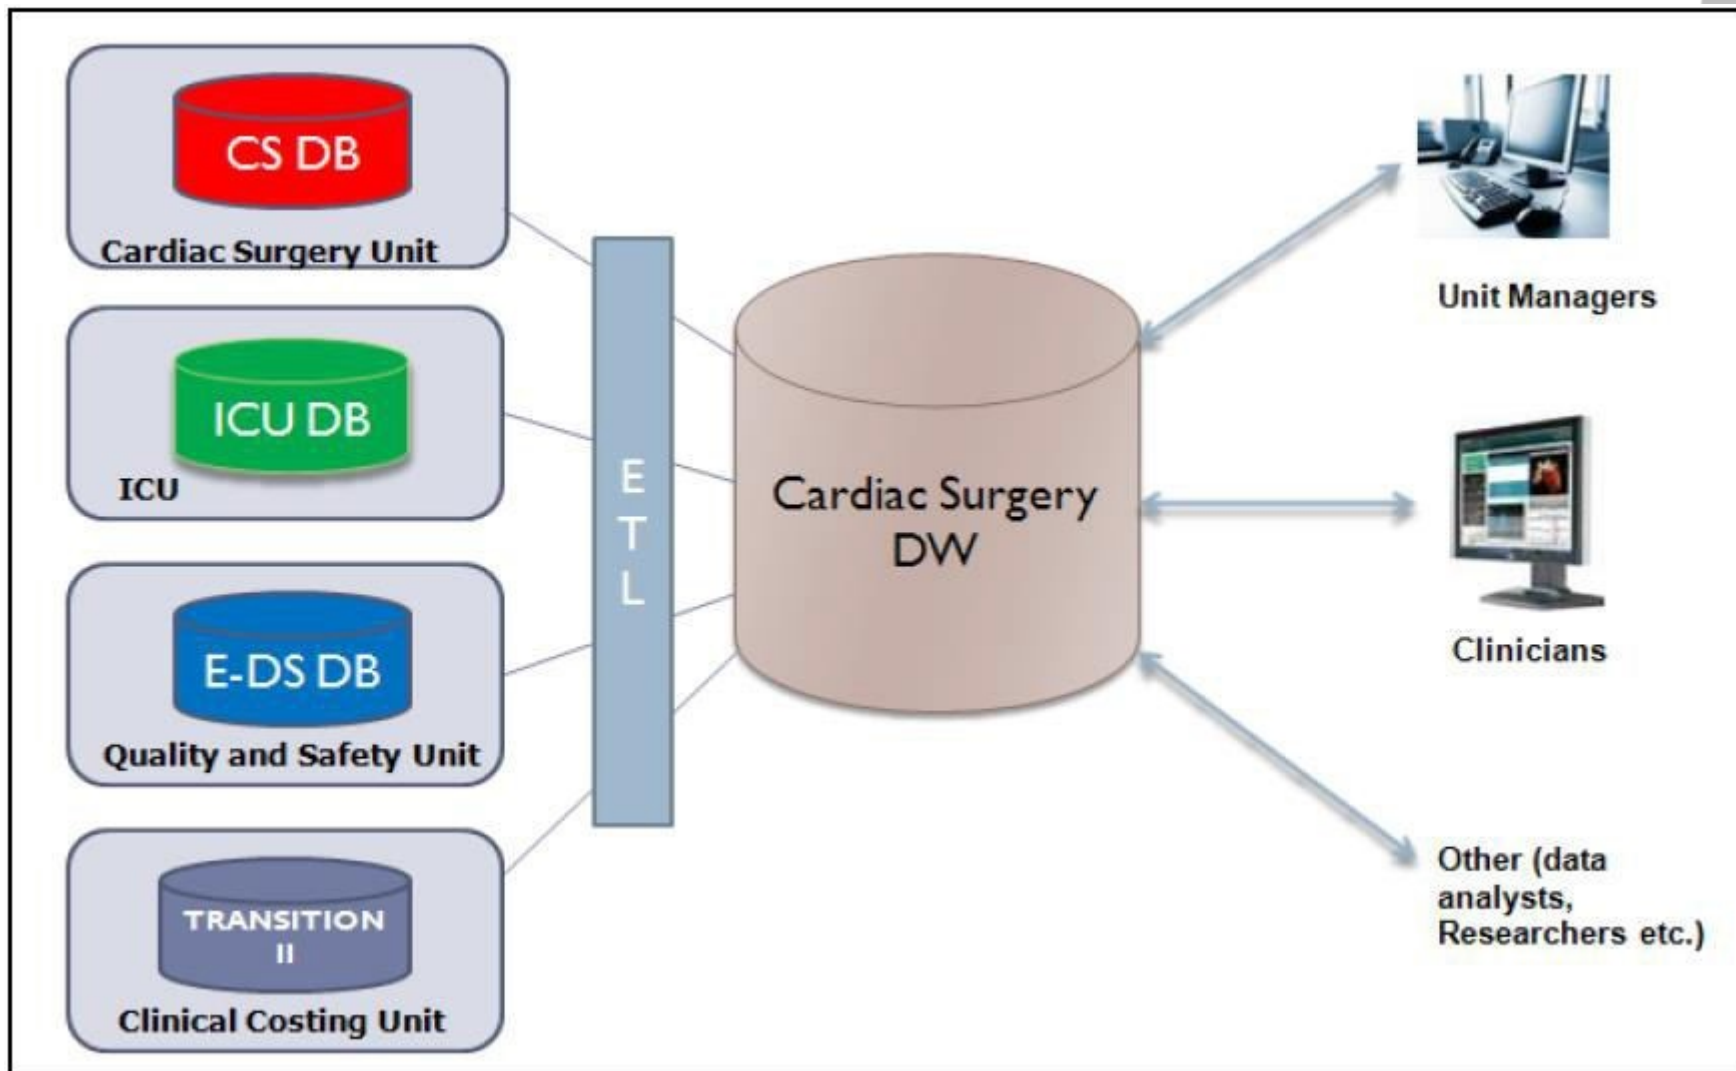 CS DB
Cardiac Surgery Unit
ICU DB
ICU
E-DS DB
Quality and Safety Unit
TRANSITION
II
Clinical Costing Unit
E
T
L
Cardiac Surgery
DW
Unit Managers
Clinicians
Other (data
analysts,
Researchers etc.)